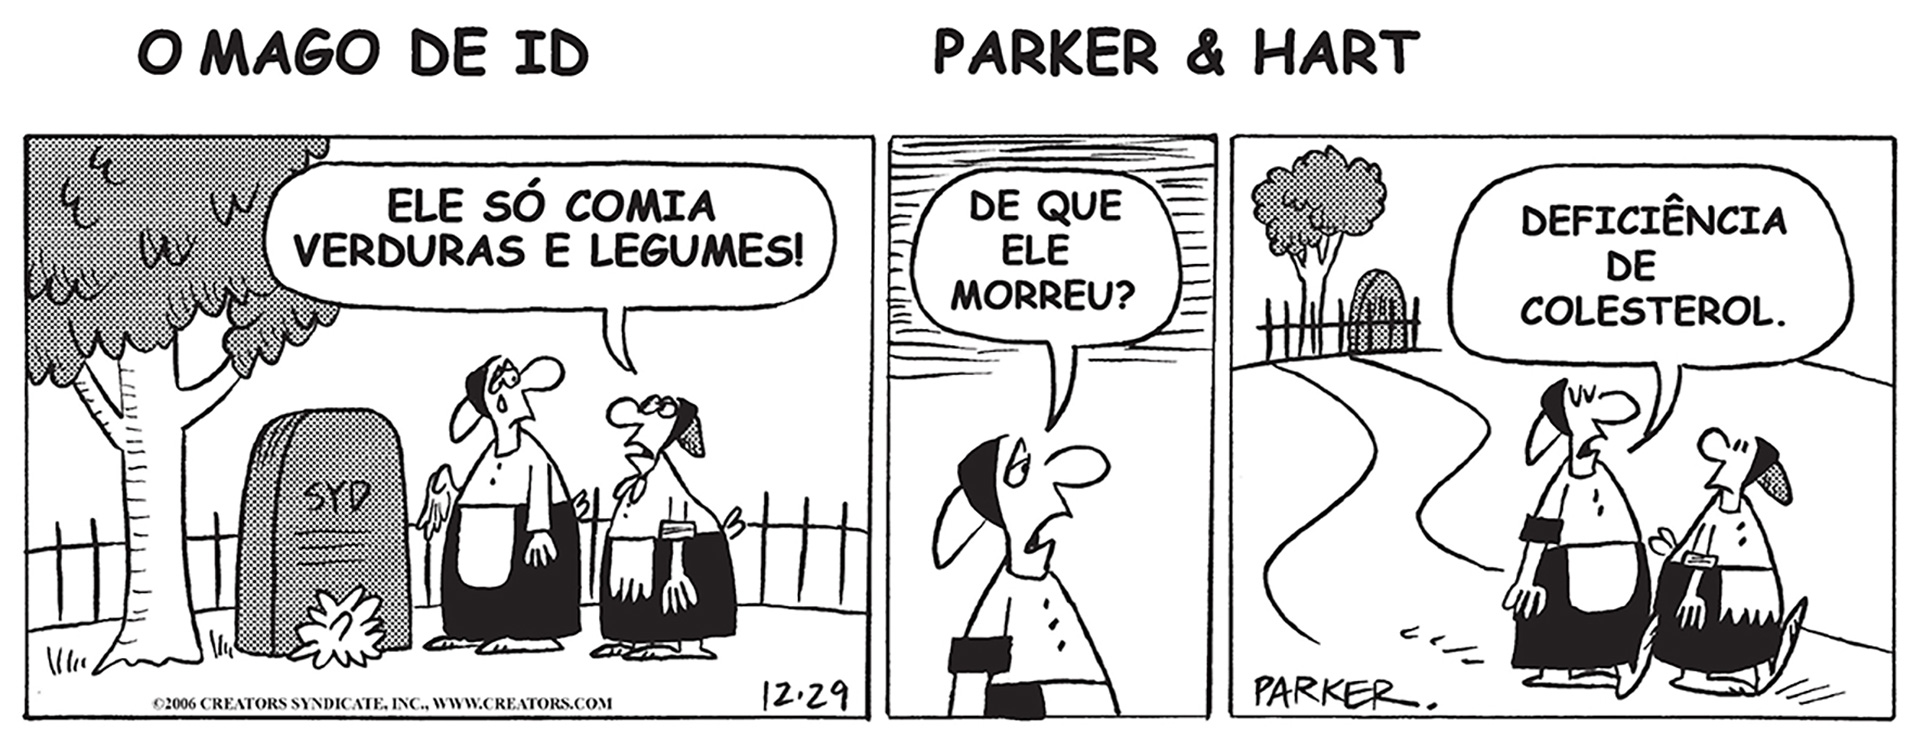 O MAGO DE ID
PARKER & HART
ELE SÓ COMIA
VERDURAS E LEGUMES!
SYD
©2006 CREATORS SYNDICATE, INC., WWW.CREATORS.COM
12·29
DE QUE
ELE
MORREU?
DEFICIÊNCIA
DE
COLESTEROL.
PARKER.